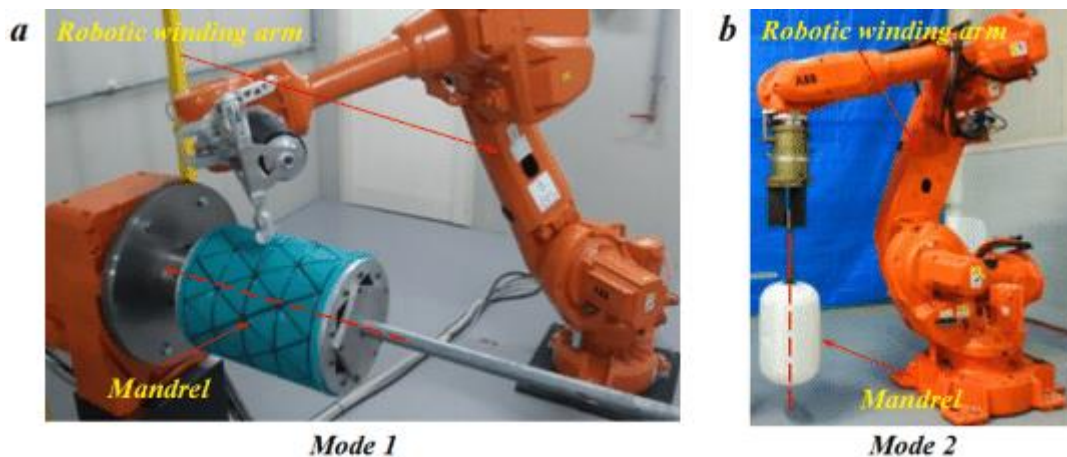 a
Robotic winding arm
Mandrel
Mode 1
b
Robotic winding arm
ABB
Mandrel
Mode 2